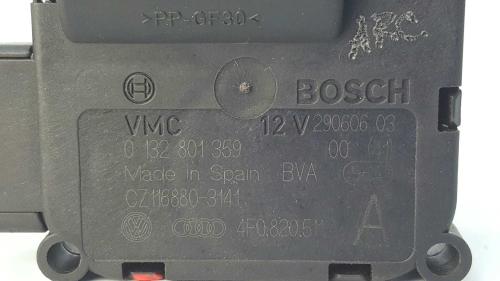 >PP-GF30<
ARC
BOSCH
VMC 12 V 290606 03
0 132 801 359
Made in Spain BVA
CZ116880-3141
4F0.820.511 A